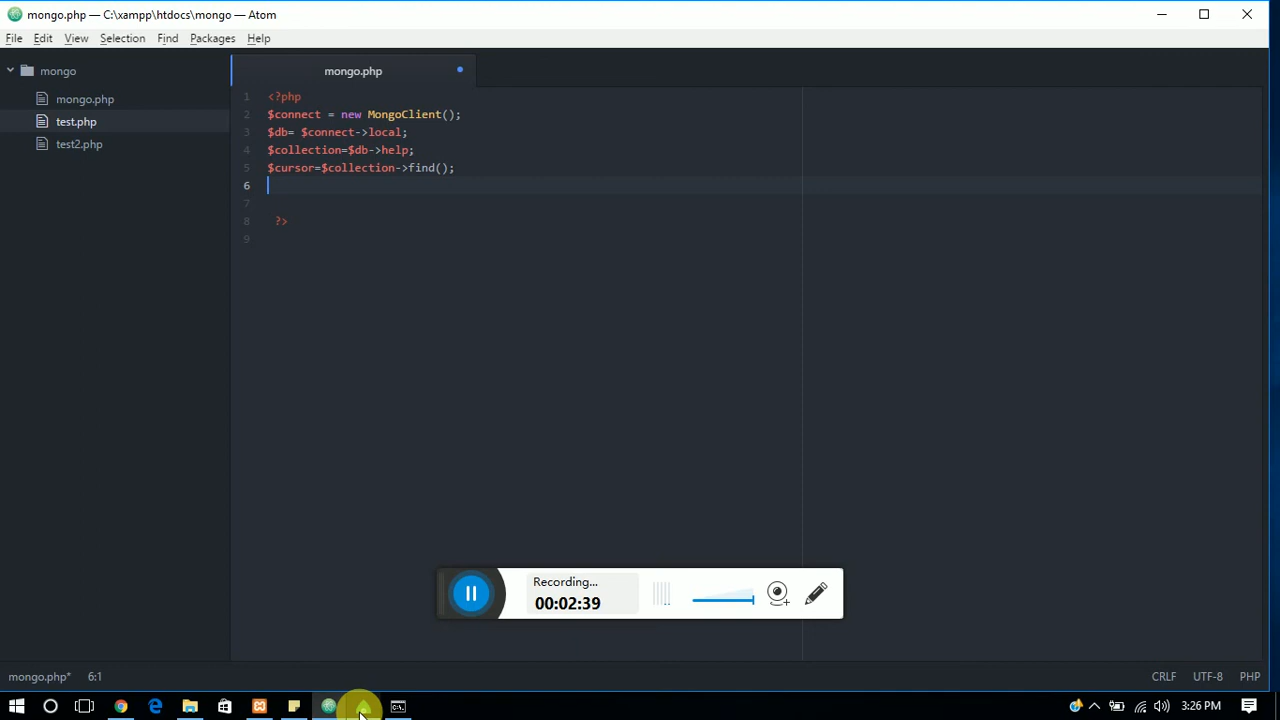 mongo.php — C:\xampp\htdocs\mongo — Atom
File Edit View Selection Find Packages Help
mongo
mongo.php
test.php
test2.php
mongo.php
1 <?php
2 $connect = new MongoClient();
3 $db= $connect->local;
4 $collection=$db->help;
5 $cursor=$collection->find();
6
7
8 ?>
9
Recording...
00:02:39
mongo.php* 6:1 CRLF UTF-8 PHP
3:26 PM